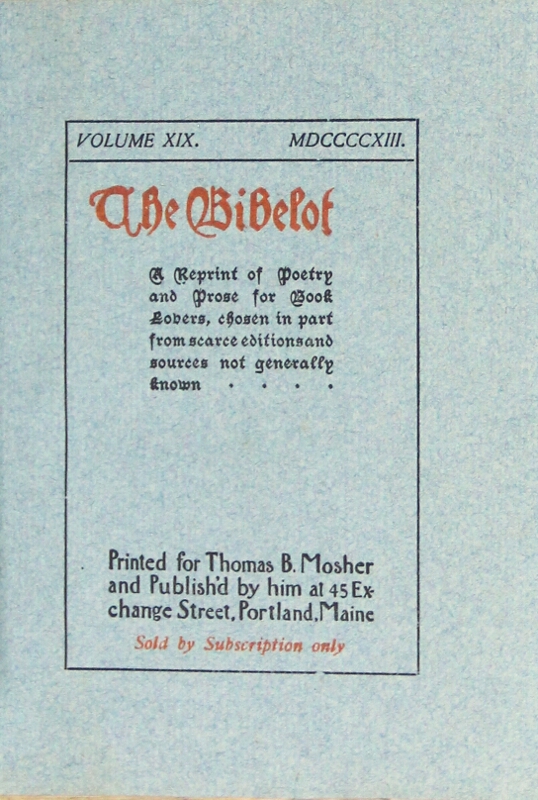 VOLUME XIX. MDCCCCXIII.
The Bibelot
A Reprint of Poetry
and Prose for Book
Lovers, chosen in part
from scarce editions and
sources not generally
known . . . .
Printed for Thomas B. Mosher
and Publish'd by him at 45 Ex-
change Street, Portland, Maine
Sold by Subscription only